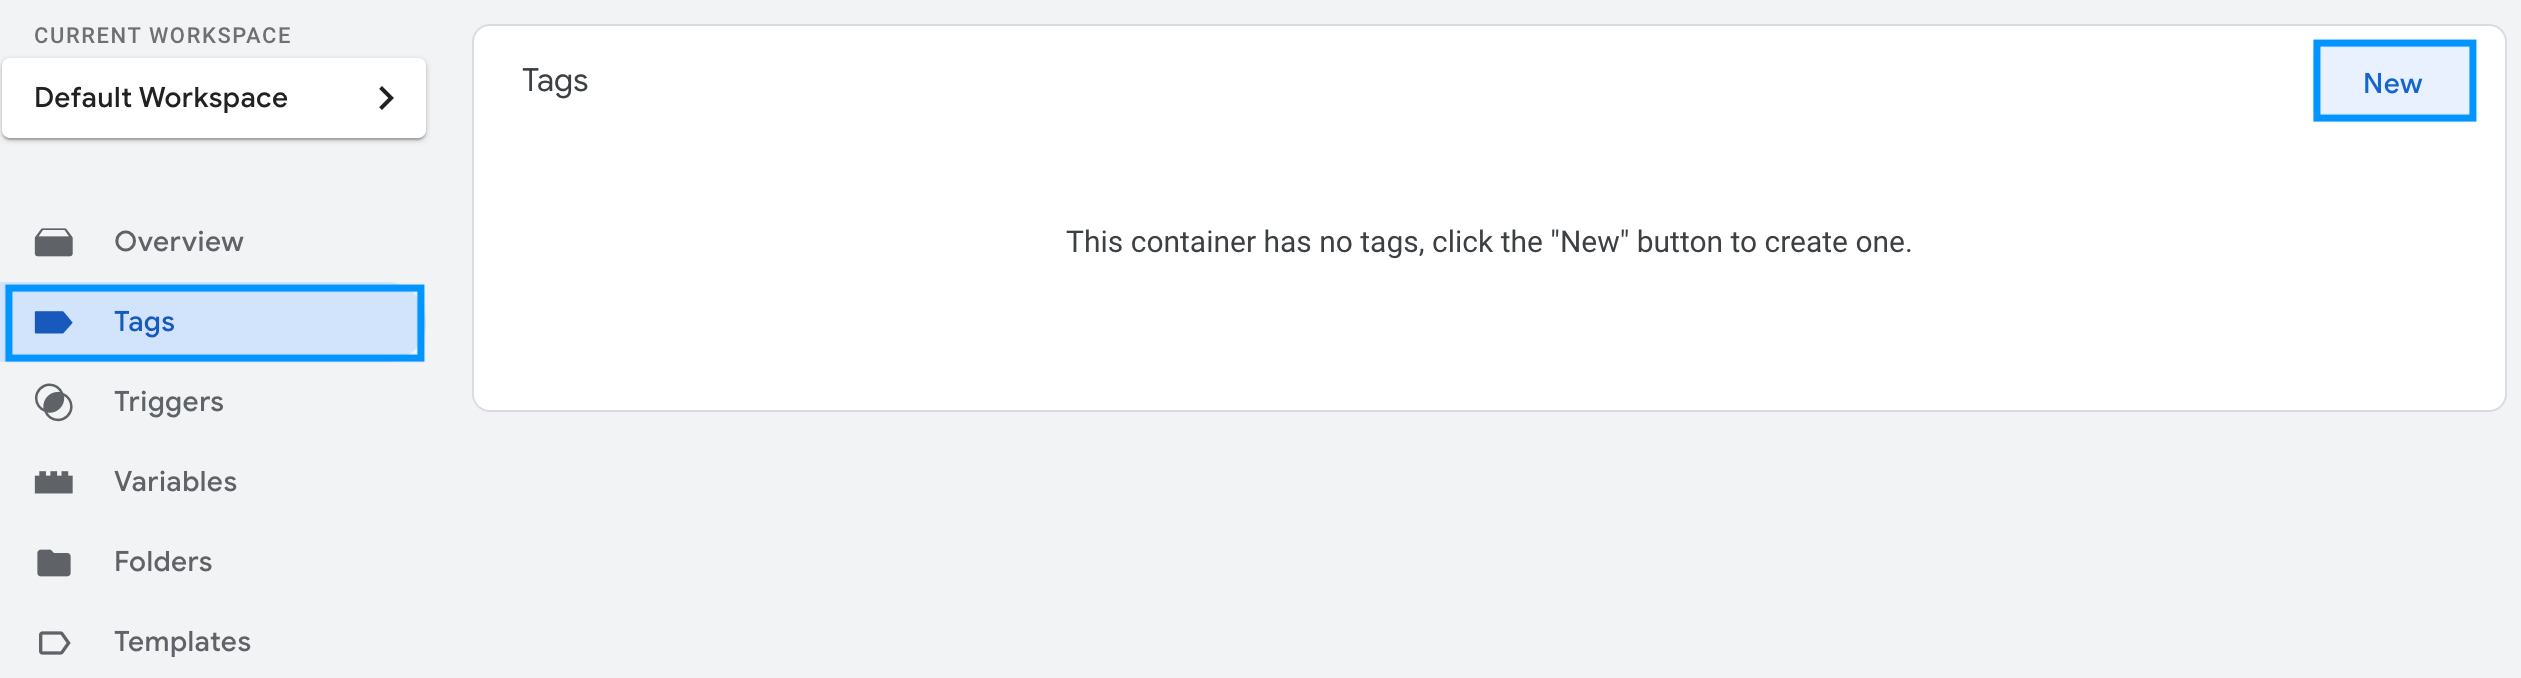 CURRENT WORKSPACE
Default Workspace
Overview
Tags
Triggers
Variables
Folders
Templates
Tags
New
This container has no tags, click the "New" button to create one.